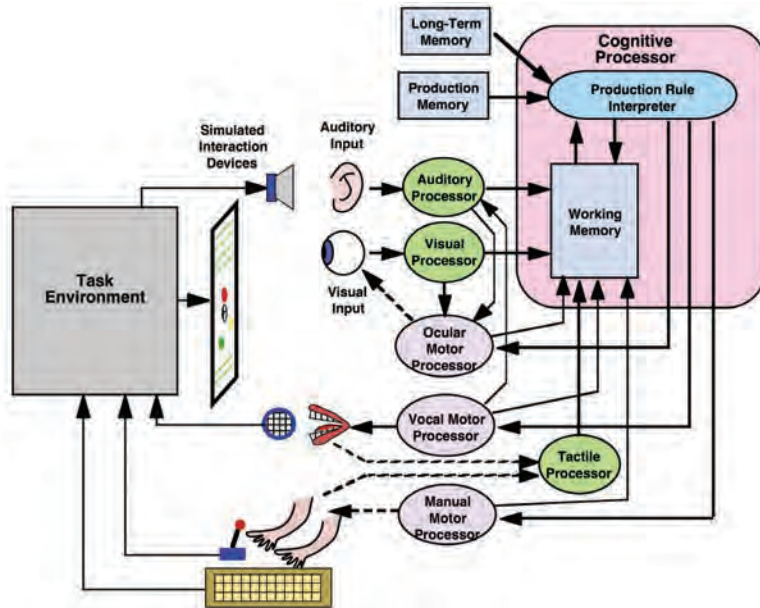 Long-Term
Memory
Cognitive
Processor
Production
Memory
Production Rule
Interpreter
Simulated
Interaction
Devices
Auditory
Input
Auditory
Processor
Working
Memory
Task
Environment
Visual
Processor
Visual
Input
Ocular
Motor
Processor
Vocal Motor
Processor
Tactile
Processor
Manual
Motor
Processor